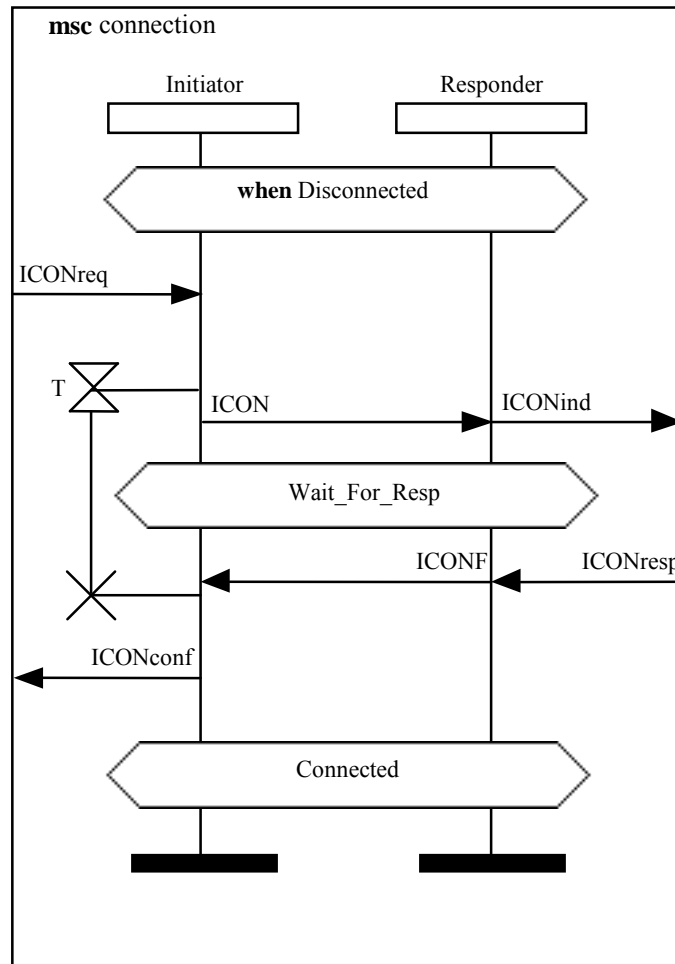 msc connection
Initiator
Responder
when Disconnected
ICONreq
T
ICON
ICONind
Wait_For_Resp
ICONF
ICONresp
ICONconf
Connected